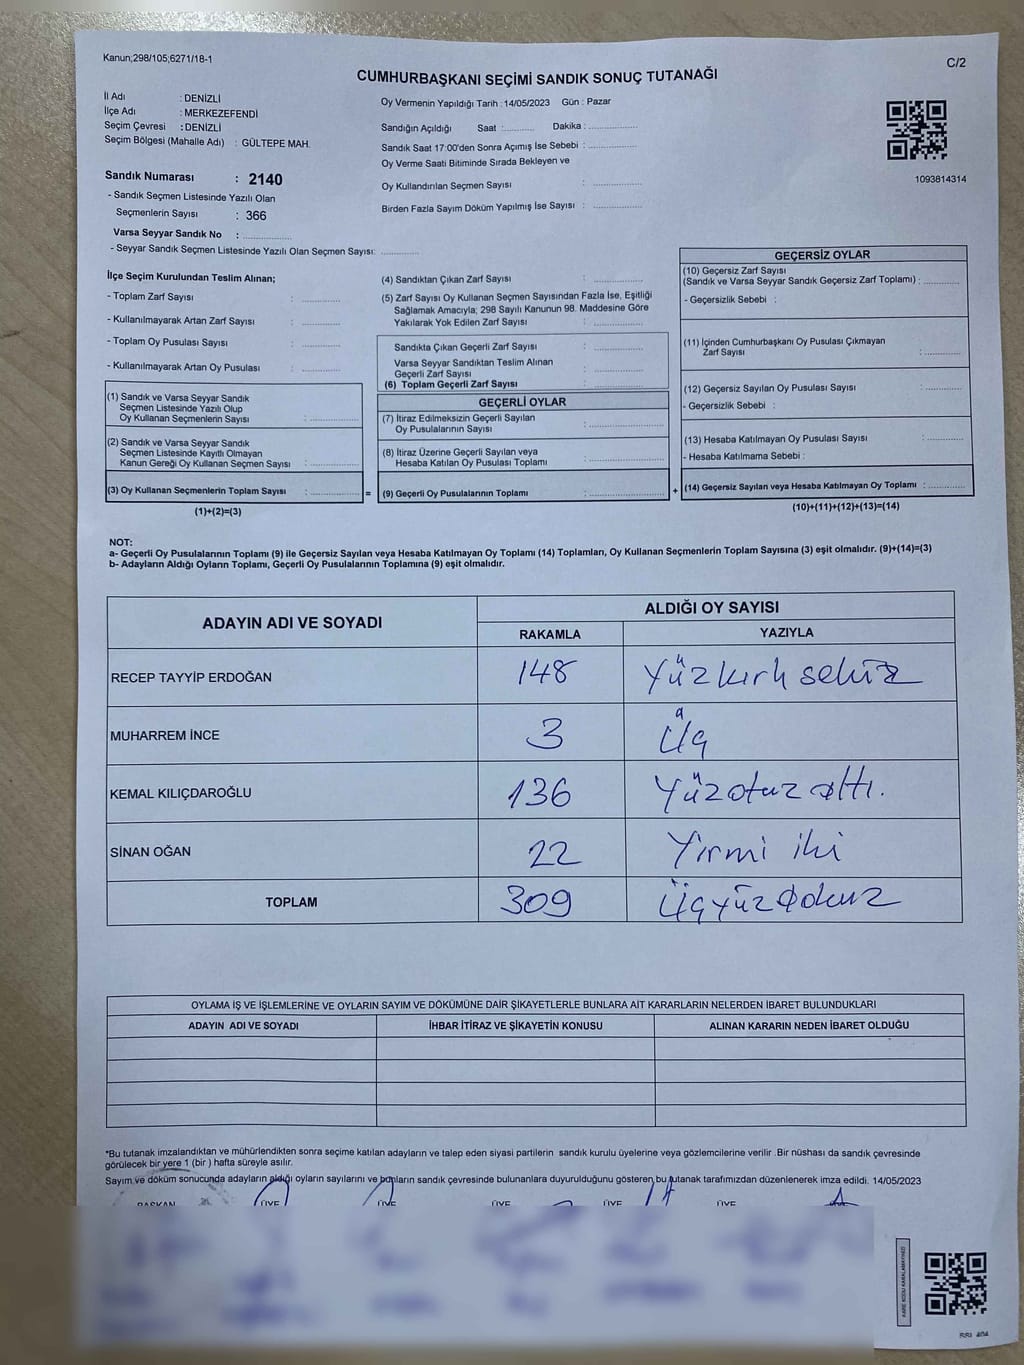 Kanun;298/105;6271/18-1
C/2
CUMHURBAŞKANI SEÇİMİ SANDIK SONUÇ TUTANAĞI
İl Adı : DENİZLİ
İlçe Adı : MERKEZEFENDİ
Seçim Çevresi : DENİZLİ
Seçim Bölgesi (Mahalle Adı) : GÜLTEPE MAH.
Sandık Numarası : 2140
- Sandık Seçmen Listesinde Yazılı Olan
Seçmenlerin Sayısı : 366
Varsa Seyyar Sandık No : ..............
- Seyyar Sandık Seçmen Listesinde Yazılı Olan Seçmen Sayısı: ..............
Oy Vermenin Yapıldığı Tarih : 14/05/2023 Gün : Pazar
Sandığın Açıldığı Saat : ........... Dakika : ................
Sandık Saat 17:00'den Sonra Açımış İse Sebebi : ................
Oy Verme Saati Bitiminde Sırada Bekleyen ve
Oy Kullandırılan Seçmen Sayısı : ................
Birden Fazla Sayım Döküm Yapılmış İse Sayısı : ................
1093814314
İlçe Seçim Kurulundan Teslim Alınan;
- Toplam Zarf Sayısı : ............
- Kullanılmayarak Artan Zarf Sayısı : ............
- Toplam Oy Pusulası Sayısı : ............
- Kullanılmayarak Artan Oy Pusulası : ............
(1) Sandık ve Varsa Seyyar Sandık
Seçmen Listesinde Yazılı Olup
Oy Kullanan Seçmenlerin Sayısı : ................
(2) Sandık ve Varsa Seyyar Sandık
Seçmen Listesinde Kayıtlı Olmayan
Kanun Gereği Oy Kullanan Seçmen Sayısı : ................
(3) Oy Kullanan Seçmenlerin Toplam Sayısı : ................
(1)+(2)=(3)
(4) Sandıktan Çıkan Zarf Sayısı : ................
(5) Zarf Sayısı Oy Kullanan Seçmen Sayısından Fazla İse, Eşitliği
Sağlamak Amacıyla; 298 Sayılı Kanunun 98. Maddesine Göre
Yakılarak Yok Edilen Zarf Sayısı : ................
Sandıkta Çıkan Geçerli Zarf Sayısı : ................
Varsa Seyyar Sandıktan Teslim Alınan
Geçerli Zarf Sayısı : ................
(6) Toplam Geçerli Zarf Sayısı : ................
GEÇERLİ OYLAR
(7) İtiraz Edilmeksizin Geçerli Sayılan
Oy Pusulalarının Sayısı : ................
(8) İtiraz Üzerine Geçerli Sayılan veya
Hesaba Katılan Oy Pusulası Toplamı : ................
= (9) Geçerli Oy Pusulalarının Toplamı : ................
GEÇERSİZ OYLAR
(10) Geçersiz Zarf Sayısı
(Sandık ve Varsa Seyyar Sandık Geçersiz Zarf Toplamı) : ............
- Geçersizlik Sebebi :
(11) İçinden Cumhurbaşkanı Oy Pusulası Çıkmayan
Zarf Sayısı : ............
(12) Geçersiz Sayılan Oy Pusulası Sayısı : ............
- Geçersizlik Sebebi :
(13) Hesaba Katılmayan Oy Pusulası Sayısı : ............
- Hesaba Katılmama Sebebi :
+ (14) Geçersiz Sayılan veya Hesaba Katılmayan Oy Toplamı : ............
(10)+(11)+(12)+(13)=(14)
NOT:
a- Geçerli Oy Pusulalarının Toplamı (9) ile Geçersiz Sayılan veya Hesaba Katılmayan Oy Toplamı (14) Toplamları, Oy Kullanan Seçmenlerin Toplam Sayısına (3) eşit olmalıdır. (9)+(14)=(3)
b- Adayların Aldığı Oyların Toplamı, Geçerli Oy Pusulalarının Toplamına (9) eşit olmalıdır.
ADAYIN ADI VE SOYADI
ALDIĞI OY SAYISI
RAKAMLA YAZIYLA
RECEP TAYYİP ERDOĞAN 148 Yüzkırk sekiz
MUHARREM İNCE 3 Üç
KEMAL KILIÇDAROĞLU 136 Yüzotuz altı.
SİNAN OĞAN 22 Yirmi iki
TOPLAM 309 Üçyüzdokuz
OYLAMA İŞ VE İŞLEMLERİNE VE OYLARIN SAYIM VE DÖKÜMÜNE DAİR ŞİKAYETLERLE BUNLARA AİT KARARLARIN NELERDEN İBARET BULUNDUKLARI
ADAYIN ADI VE SOYADI İHBAR İTİRAZ VE ŞİKAYETİN KONUSU ALINAN KARARIN NEDEN İBARET OLDUĞU
*Bu tutanak imzalandıktan ve mühürlendikten sonra seçime katılan adayların ve talep eden siyasi partilerin sandık kurulu üyelerine veya gözlemcilerine verilir .Bir nüshası da sandık çevresinde
görülecek bir yere 1 (bir ) hafta süreyle asılır.
Sayım ve döküm sonucunda adayların aldığı oyların sayılarını ve bunların sandık çevresinde bulunanlara duyurulduğunu gösteren bu tutanak tarafımızdan düzenlenerek imza edildi. 14/05/2023
BAŞKAN ÜYE ÜYE ÜYE ÜYE ÜYE
KARE KODU KARALAMAYINIZ!